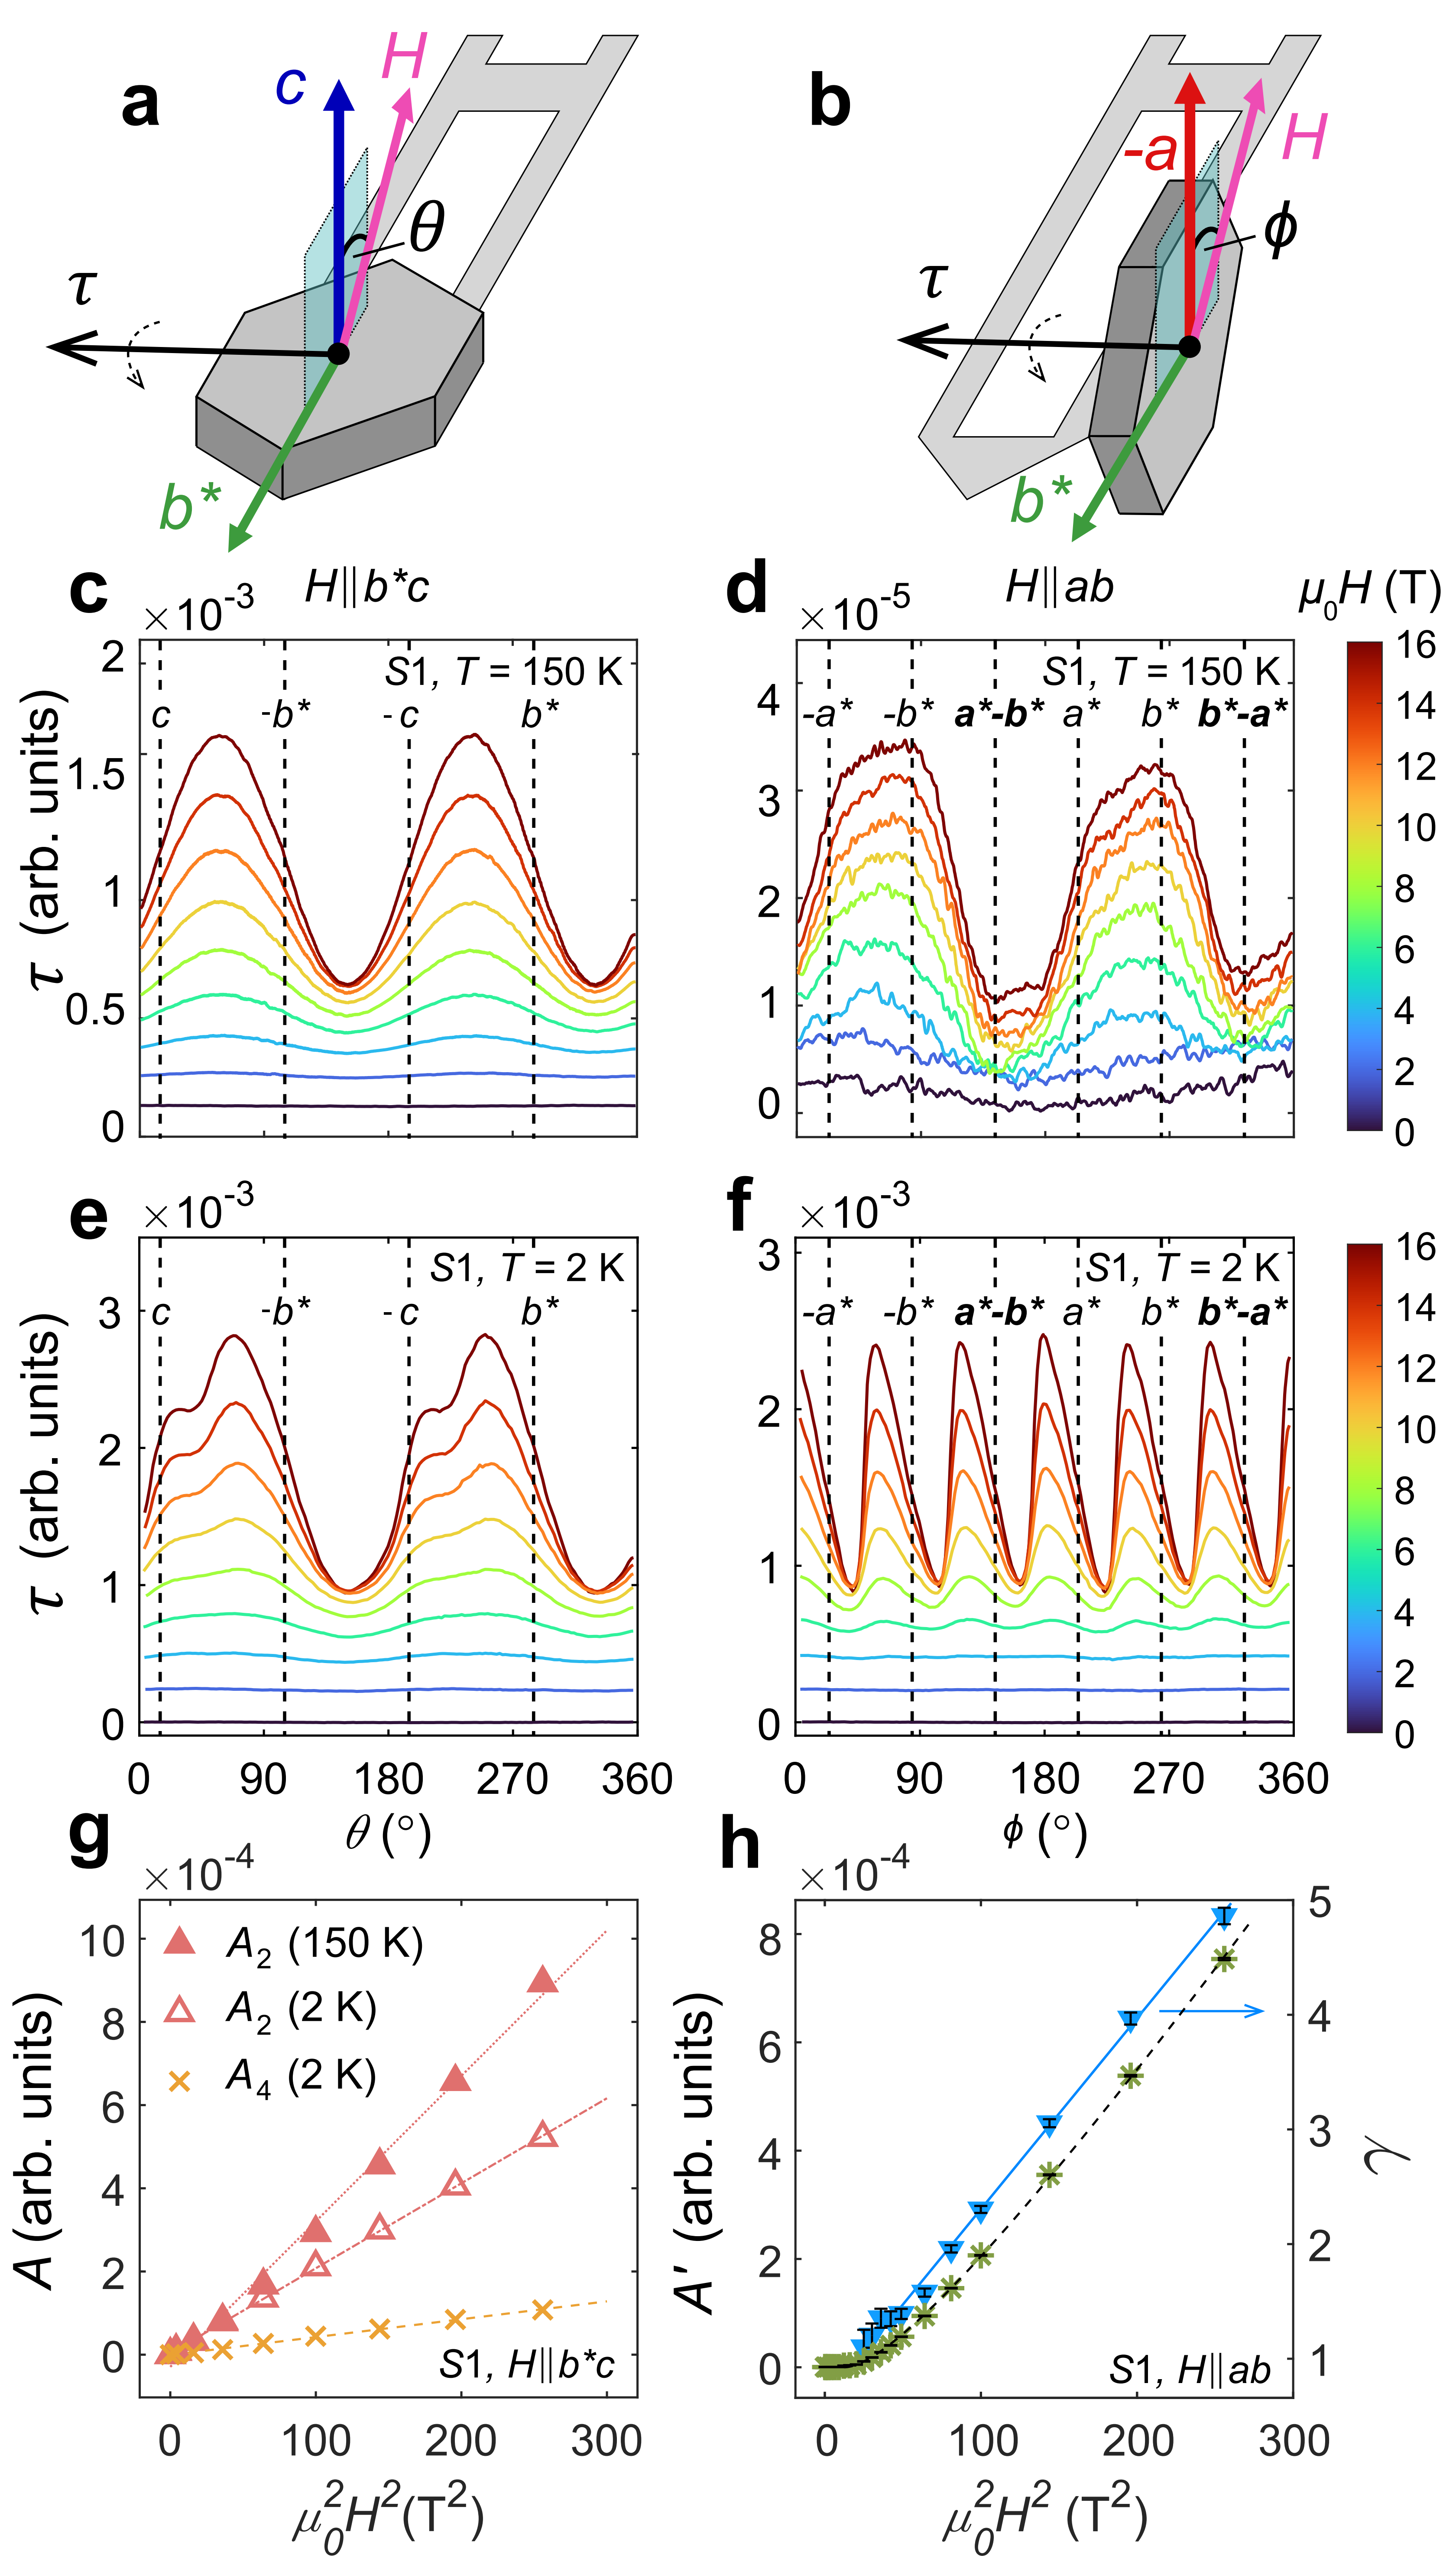 a
c
H
θ
τ
b*
b
-a
H
ϕ
τ
b*
c
×10-3
H||b*c
d
×10-5
H||ab
μ0H (T)
S1, T = 150 K
c -b* -c b*
2
1.5
1
0.5
0
τ (arb. units)
S1, T = 150 K
-a* -b* a*-b* a* b* b*-a*
4
3
2
1
0
16
14
12
10
8
6
4
2
0
e
×10-3
S1, T = 2 K
c -b* -c b*
3
2
1
0
τ (arb. units)
0 90 180 270 360
θ (°)
f
×10-3
S1, T = 2 K
-a* -b* a*-b* a* b* b*-a*
3
2
1
0
0 90 180 270 360
ϕ (°)
16
14
12
10
8
6
4
2
0
g
×10-4
10
8
6
4
2
0
A (arb. units)
A2 (150 K)
A2 (2 K)
A4 (2 K)
S1, H||b*c
0 100 200 300
μ02H2(T2)
h
×10-4
8
6
4
2
0
A' (arb. units)
5
4
3
2
1
S1, H||ab
0 100 200 300
μ02H2 (T2)